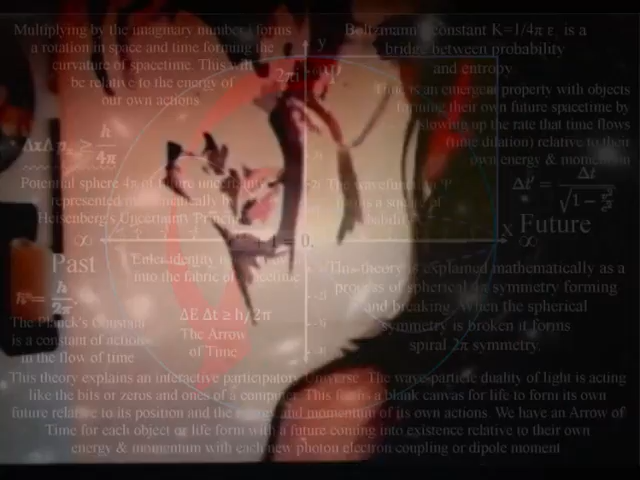 Multiplying by the imaginary number i forms
a rotation in space and time forming the
curvature of spacetime. This will
be relative to the energy of
our own actions
Boltzmann's constant K=1/4π ε is a
bridge between probability
and entropy
y
2πi
Ψ
Time is an emergent property with objects
forming their own future spacetime by
slowing up the rate that time flows
(time dilation) relative to their
own energy & momentum
ΔxΔp ≥ h/4π
Δt' = Δt
Potential sphere 4π of future uncertainty
represented mathematically by
Heisenberg's Uncertainty Principle
The wavefunction Ψ
square of
Future
∞
= 0,
X ∞
Past
Euler identity
into the fabric of spacetime
ħ= h/2π.
The Planck's Constant
is a constant of action
in the flow of time
ΔE Δt ≥ h/2π
The Arrow
of Time
This theory is explained mathematically as a
process of spherical 4π symmetry forming
and breaking. When the spherical
symmetry is broken it forms
spiral 2π symmetry.
This theory explains an interactive participatory Universe. The wave particle duality of light is acting
like the bits or zeros and ones of a computer. This forms a blank canvas for life to form its own
future relative to its position and the energy and momentum of its own actions. We have an Arrow of
Time for each object or life form with a future coming into existence relative to their own
energy & momentum with each new photon electron coupling or dipole moment